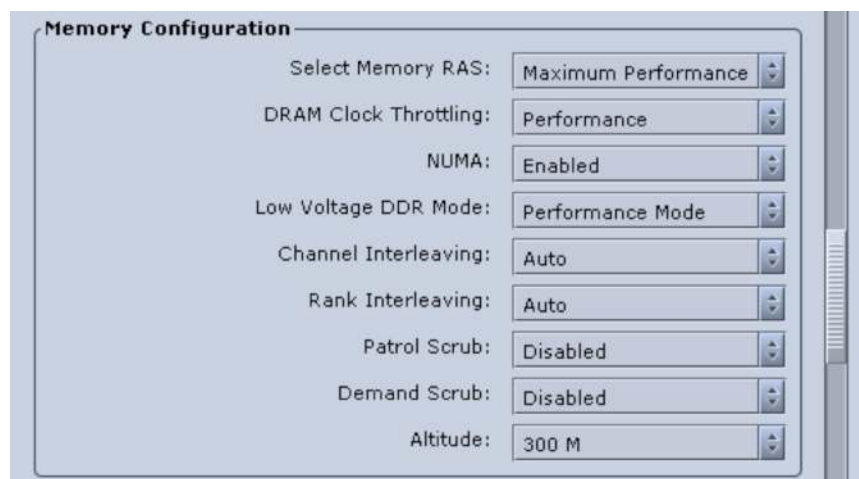 Memory Configuration
Select Memory RAS: Maximum Performance
DRAM Clock Throttling: Performance
NUMA: Enabled
Low Voltage DDR Mode: Performance Mode
Channel Interleaving: Auto
Rank Interleaving: Auto
Patrol Scrub: Disabled
Demand Scrub: Disabled
Altitude: 300 M